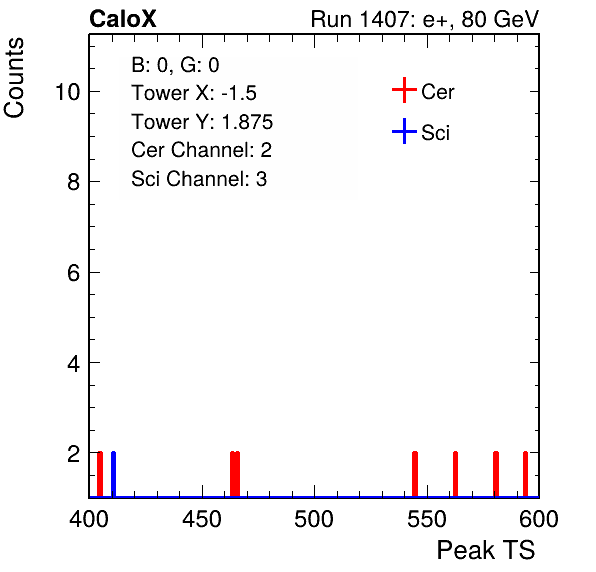 CaloX Run 1407: e+, 80 GeV
Counts
B: 0, G: 0
Tower X: -1.5
Tower Y: 1.875
Cer Channel: 2
Sci Channel: 3
Cer
Sci
10
8
6
4
2
400 450 500 550 600
Peak TS